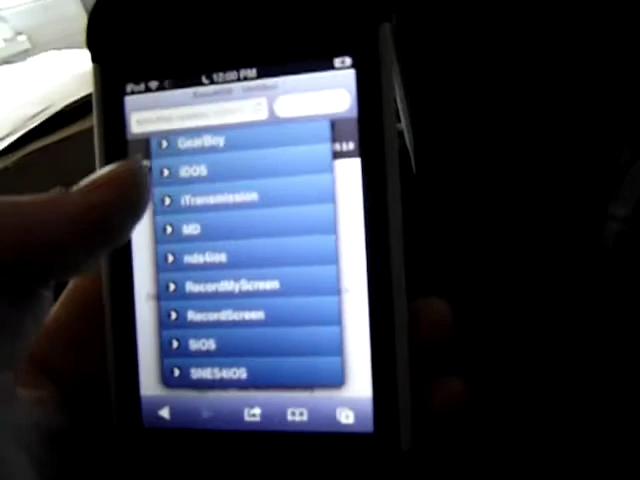 iPod 12:00 PM
GearBoy
iDOS
iTransmission
MD
nds4ios
RecordMyScreen
RecordScreen
SiOS
SNES4iOS